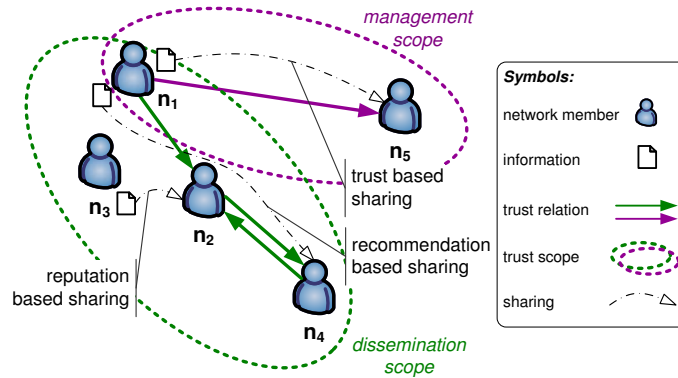 management
scope
n1
n5
trust based
sharing
n3
n2
recommendation
based sharing
reputation
based sharing
n4
dissemination
scope
Symbols:
network member
information
trust relation
trust scope
sharing